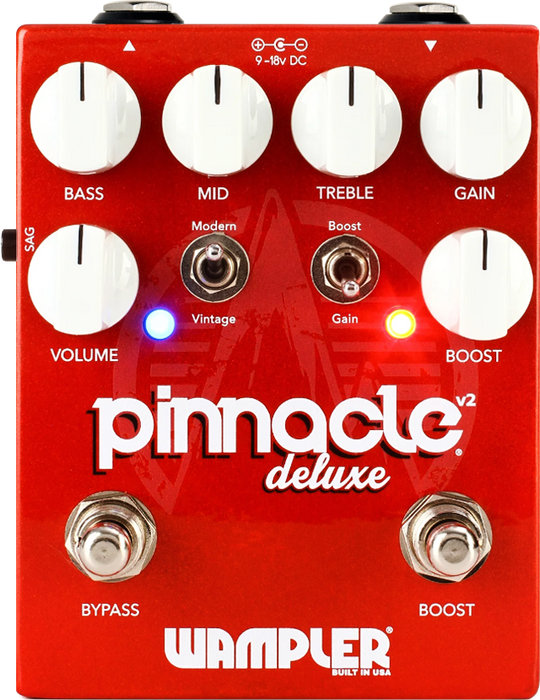 9-18v DC
BASS MID TREBLE GAIN
SAG
Modern Boost
Vintage Gain
VOLUME BOOST
pinnacle v2 ®
deluxe
BYPASS BOOST
WAMPLER®
BUILT IN USA